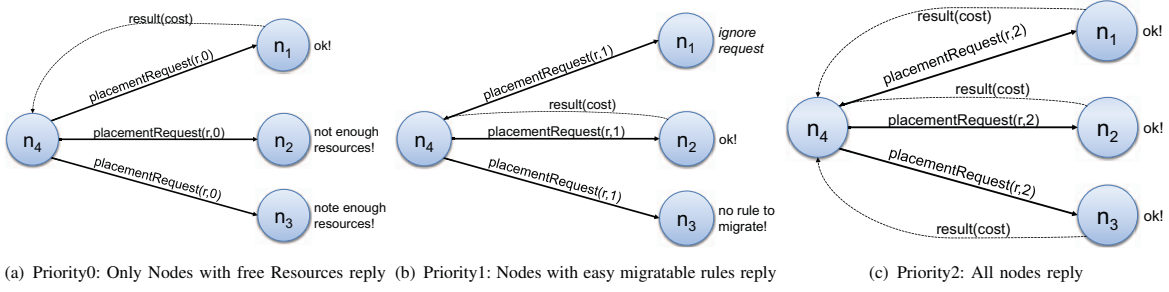 result(cost)
n1
ok!
placementRequest(r,0)
n4
placementRequest(r,0)
n2
not enough
resources!
placementRequest(r,0)
n3
note enough
resources!
(a) Priority0: Only Nodes with free Resources reply
n1
ignore
request
placementRequest(r,1)
result(cost)
n4
placementRequest(r,1)
n2
ok!
placementRequest(r,1)
n3
no rule to
migrate!
(b) Priority1: Nodes with easy migratable rules reply
result(cost)
n1
ok!
placementRequest(r,2)
result(cost)
n4
placementRequest(r,2)
n2
ok!
placementRequest(r,2)
n3
ok!
result(cost)
(c) Priority2: All nodes reply